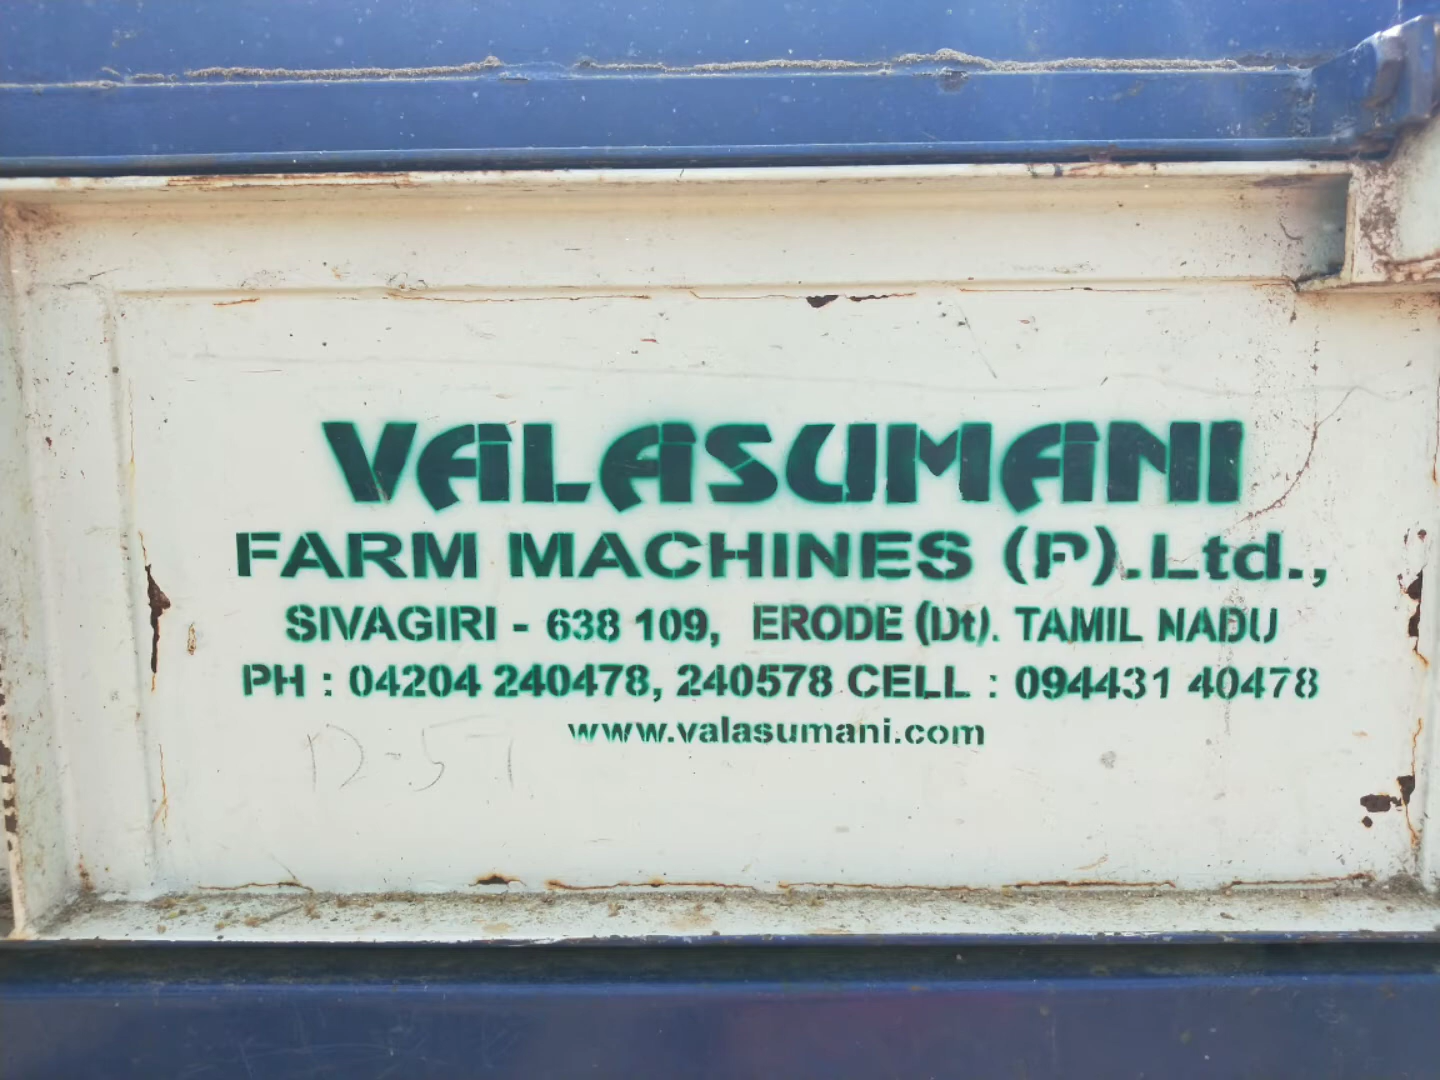 VALASUMANI
FARM MACHINES (P).Ltd.,
SIVAGIRI - 638 109, ERODE (Dt). TAMIL NADU
PH : 04204 240478, 240578 CELL : 094431 40478
www.valasumani.com